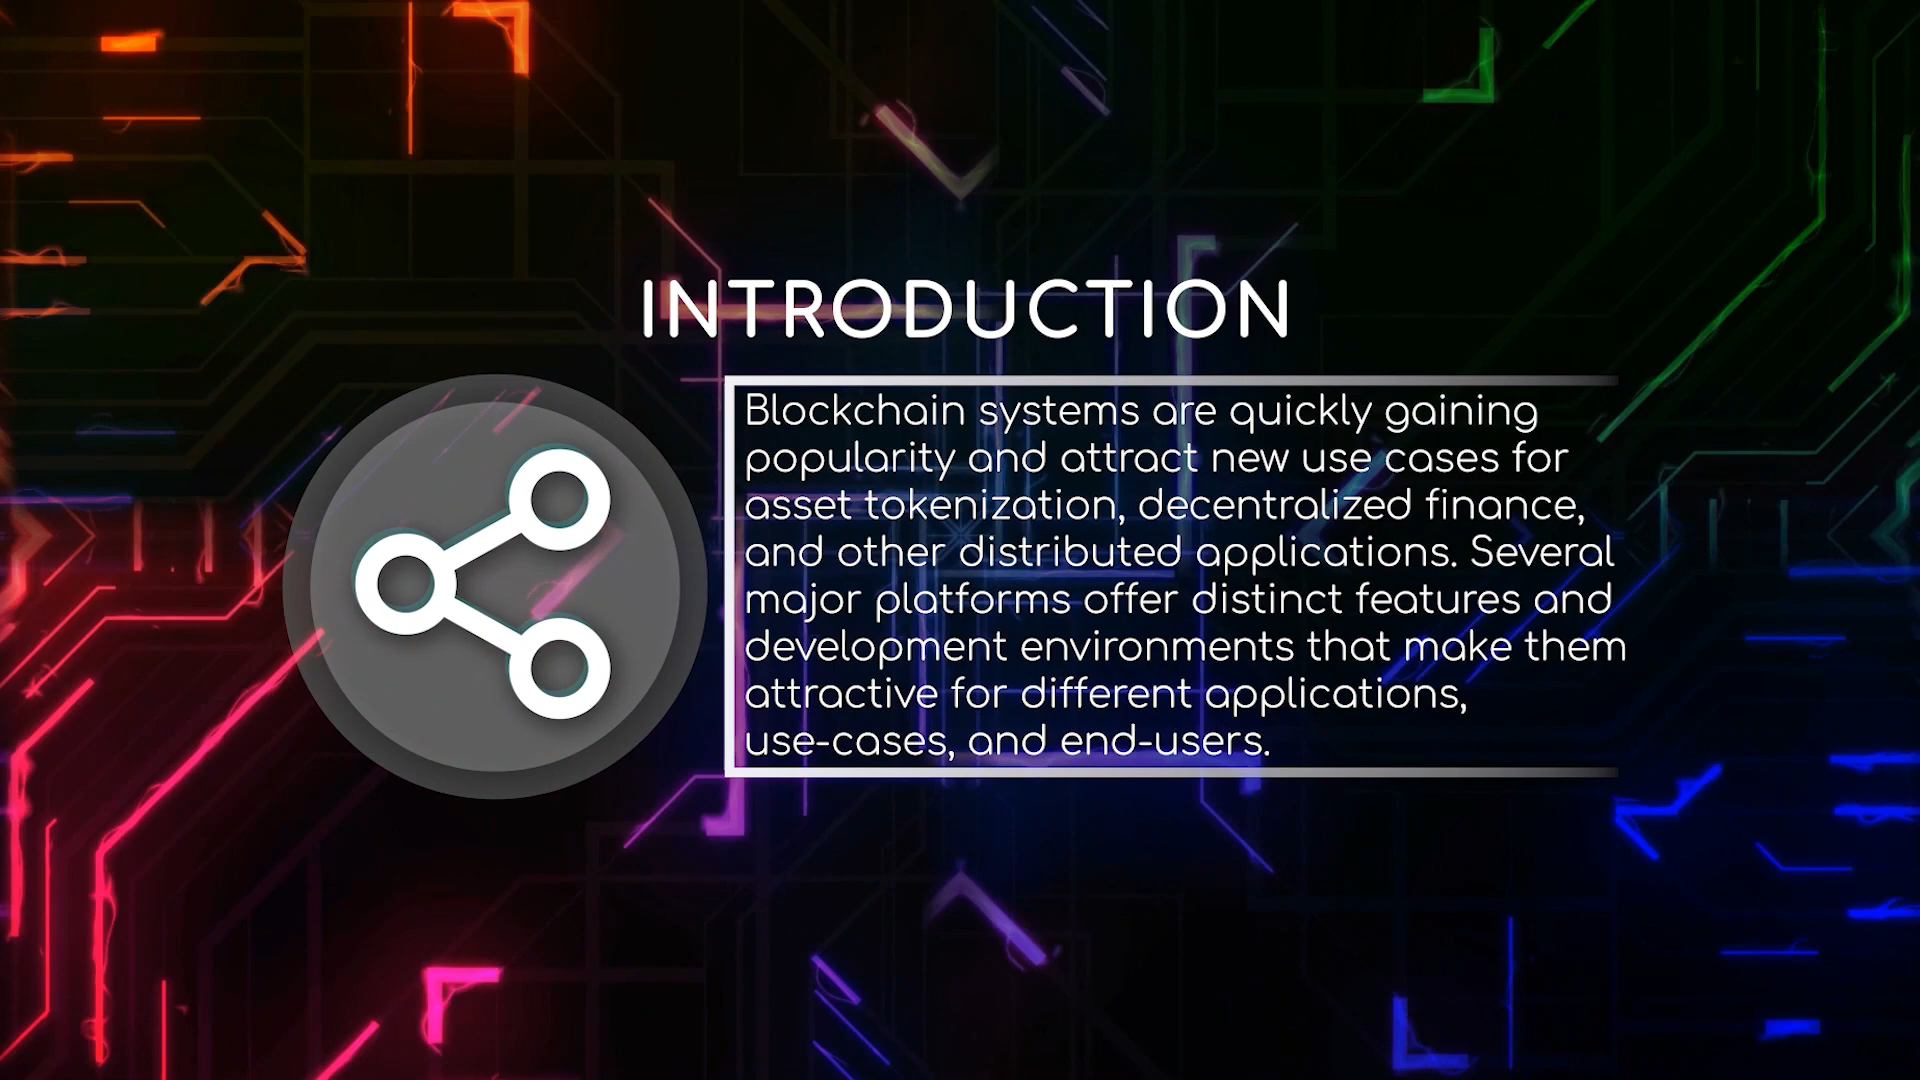 INTRODUCTION
Blockchain systems are quickly gaining
popularity and attract new use cases for
asset tokenization, decentralized finance,
and other distributed applications. Several
major platforms offer distinct features and
development environments that make them
attractive for different applications,
use-cases, and end-users.